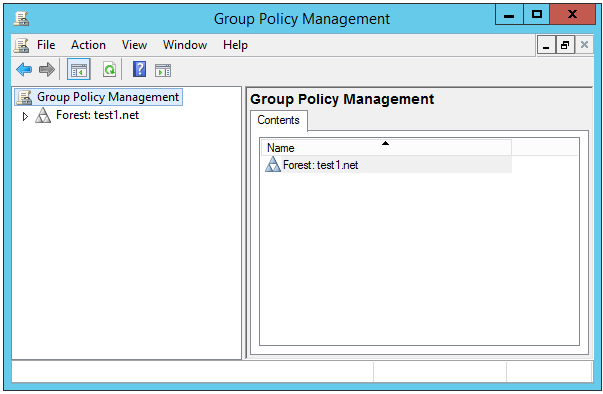 Group Policy Management
File Action View Window Help
Group Policy Management
Forest: test1.net
Group Policy Management
Contents
Name
Forest: test1.net